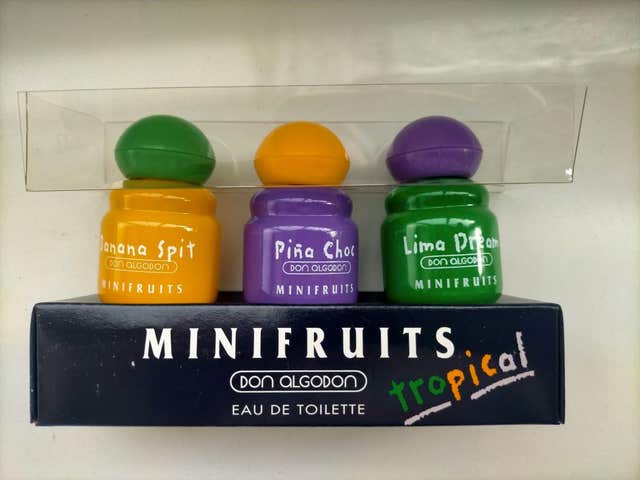 Banana Spit
DON ALGODON
MINIFRUITS
Piña Choc
DON ALGODON
MINIFRUITS
Lima Dream
DON ALGODON
MINIFRUITS
MINIFRUITS
DON ALGODON
EAU DE TOILETTE
tropical